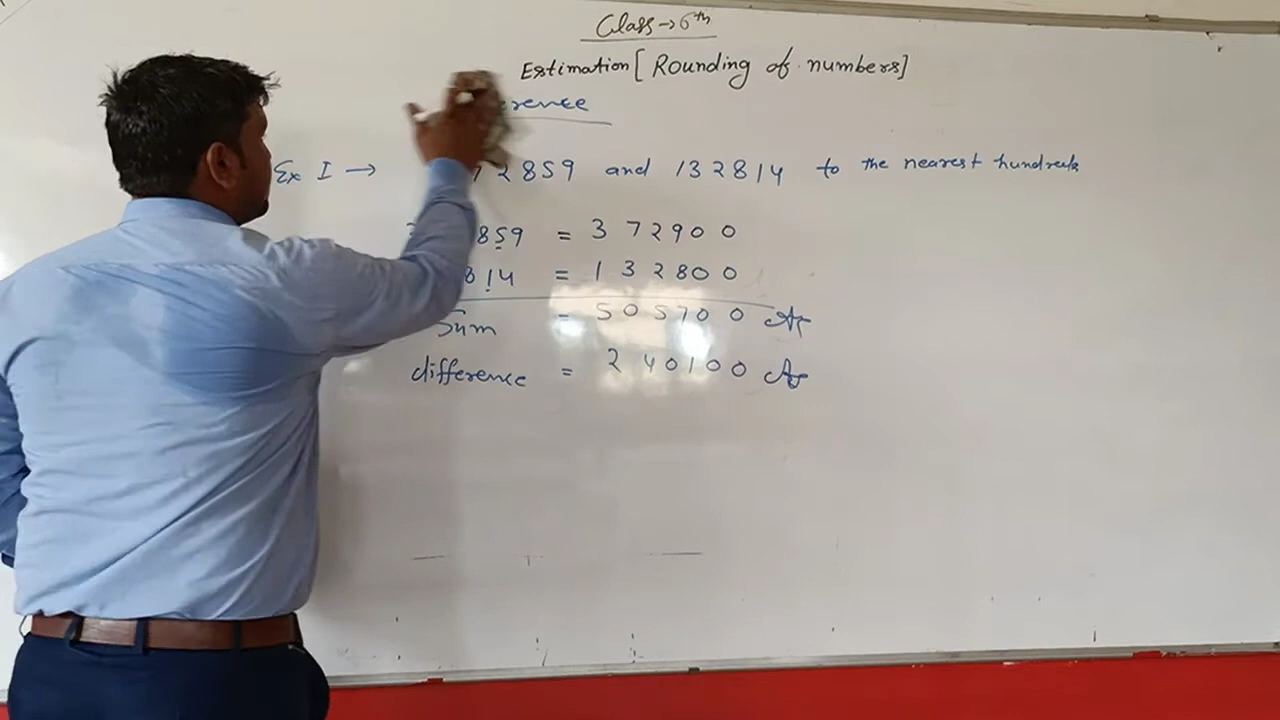 Class → 6th
Estimation [ Rounding of numbers]
Ex I → 2859 and 132814 to the nearest hundreds
859 = 372900
814 = 132800
Sum = 505700
difference = 240100